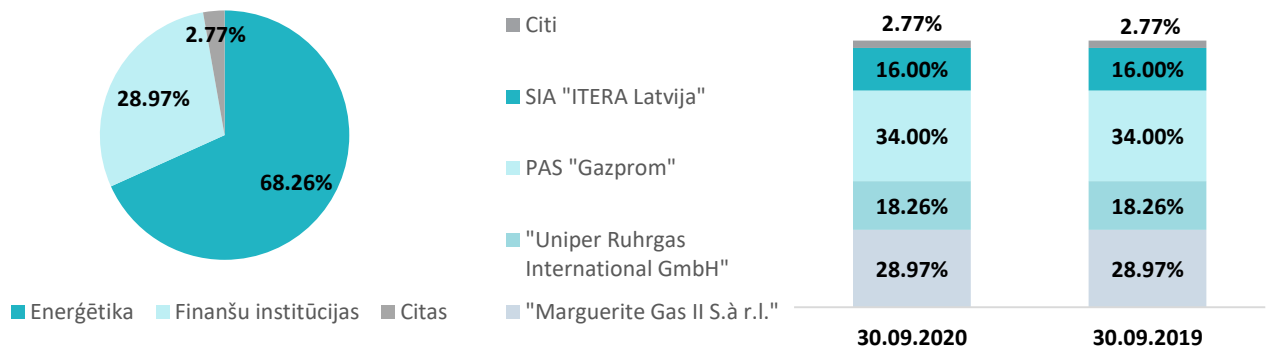 2.77%
28.97%
68.26%
Enerģētika
Finanšu institūcijas
Citas
Citi
SIA "ITERA Latvija"
PAS "Gazprom"
"Uniper Ruhrgas
International GmbH"
"Marguerite Gas II S.à r.l."
2.77%
2.77%
16.00%
16.00%
34.00%
34.00%
18.26%
18.26%
28.97%
28.97%
30.09.2020
30.09.2019